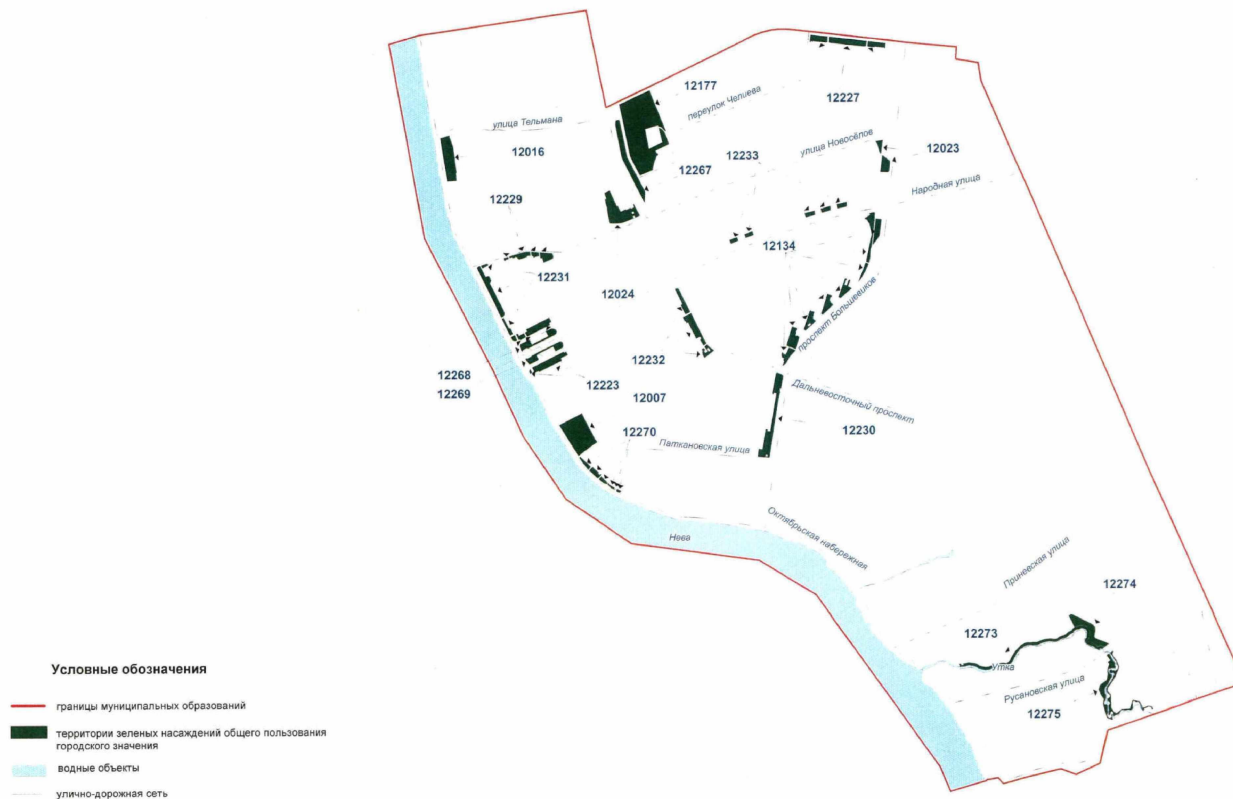 12177
переулок Челиева
12227
улица Тельмана
12016
12233
улица Новосёлов
12023
12267
Народная улица
12229
12134
12231
12024
проспект Большевиков
12232
12268
12269
12223
12007
Дальневосточный проспект
12270
Паткановская улица
12230
Октябрьская набережная
Нева
Приневская улица
12274
12273
Утка
Русановская улица
12275
Условные обозначения
границы муниципальных образований
территории зеленых насаждений общего пользования
городского значения
водные объекты
улично-дорожная сеть